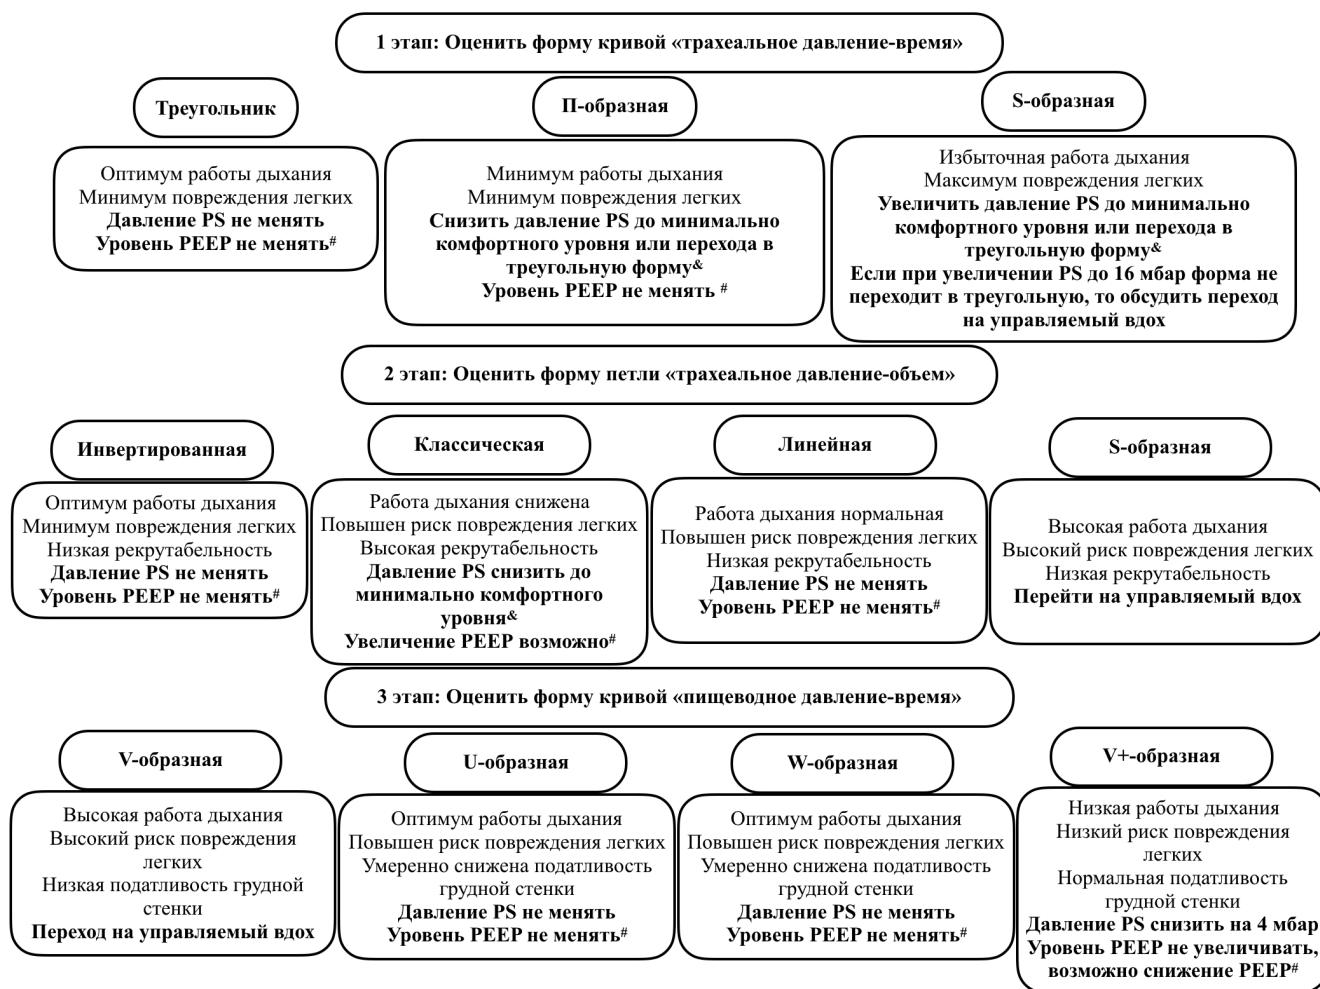 1 этап: Оценить форму кривой «трахеальное давление-время»
Треугольник
Оптимум работы дыхания
Минимум повреждения легких
Давление PS не менять
Уровень PEEP не менять#
П-образная
Минимум работы дыхания
Минимум повреждения легких
Снизить давление PS до минимально
комфортного уровня или перехода в
треугольную форму&
Уровень PEEP не менять #
S-образная
Избыточная работа дыхания
Максимум повреждения легких
Увеличить давление PS до минимально
комфортного уровня или перехода в
треугольную форму&
Если при увеличении PS до 16 мбар форма не
переходит в треугольную, то обсудить переход
на управляемый вдох
2 этап: Оценить форму петли «трахеальное давление-объем»
Инвертированная
Оптимум работы дыхания
Минимум повреждения легких
Низкая рекрутабельность
Давление PS не менять
Уровень PEEP не менять#
Классическая
Работа дыхания снижена
Повышен риск повреждения легких
Высокая рекрутабельность
Давление PS снизить до
минимально комфортного
уровня&
Увеличение PEEP возможно#
Линейная
Работа дыхания нормальная
Повышен риск повреждения легких
Низкая рекрутабельность
Давление PS не менять
Уровень PEEP не менять#
S-образная
Высокая работа дыхания
Высокий риск повреждения легких
Низкая рекрутабельность
Перейти на управляемый вдох
3 этап: Оценить форму кривой «пищеводное давление-время»
V-образная
Высокая работа дыхания
Высокий риск повреждения
легких
Низкая податливость грудной
стенки
Переход на управляемый вдох
U-образная
Оптимум работы дыхания
Повышен риск повреждения легких
Умеренно снижена податливость
грудной стенки
Давление PS не менять
Уровень PEEP не менять#
W-образная
Оптимум работы дыхания
Повышен риск повреждения легких
Умеренно снижена податливость
грудной стенки
Давление PS не менять
Уровень PEEP не менять#
V+-образная
Низкая работы дыхания
Низкий риск повреждения
легких
Нормальная податливость
грудной стенки
Давление PS снизить на 4 мбар
Уровень PEEP не увеличивать,
возможно снижение PEEP#